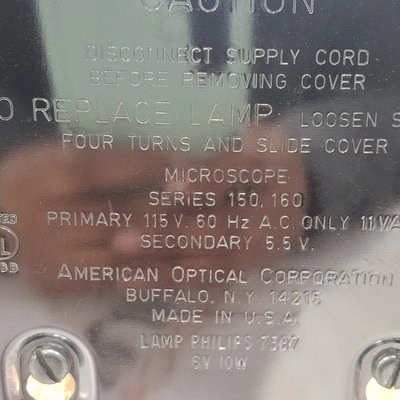 CAUTION
DISCONNECT SUPPLY CORD
BEFORE REMOVING COVER
O REPLACE LAMP: LOOSEN S
FOUR TURNS AND SLIDE COVER
MICROSCOPE
SERIES 150, 160
PRIMARY 115 V. 60 Hz A.C. ONLY 11VA
SECONDARY 5.5 V.
AMERICAN OPTICAL CORPORATION
BUFFALO, N.Y. 14215
MADE IN U.S.A.
LAMP PHILIPS 7387
6V 10W